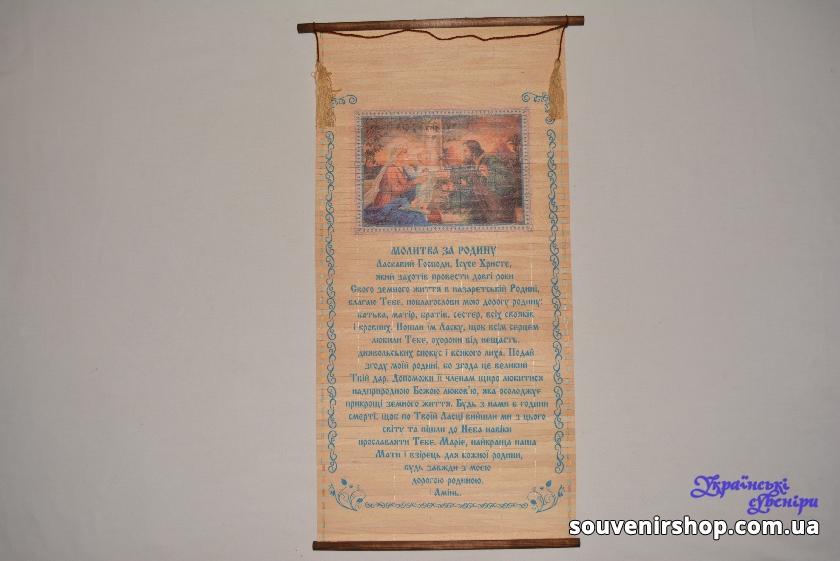 МОЛИТВА ЗА РОДИНУ
Ласкавий Господи, Ісусе Христе,
який захотів провести довгі роки
Свого земного життя в назаретській Родині,
благаю Тебе, поблагослови мою дорогу родину:
батька, матір, братів, сестер, всіх свояків
і кровних. Пошли їм Ласку, щоб всім серцем
любили Тебе, охорони від нещасть,
диявольських спокус і всякого лиха. Подай
згоду моїй родині, бо згода це великий
Твій дар. Допоможи її членам щиро любитися
надприродною Божою любов'ю, яка осолоджує
прикрощі земного життя. Будь з нами в годині
смерті, щоб по Твоїй Ласці вийшли ми з цього
світу та пішли до Неба навіки
прославляти Тебе. Маріє, найкраща наша
Мати і взірець для кожної родини,
будь завжди з моєю
дорогою родиною.
Амінь.
Українські
сувеніри
souvenirshop.com.ua